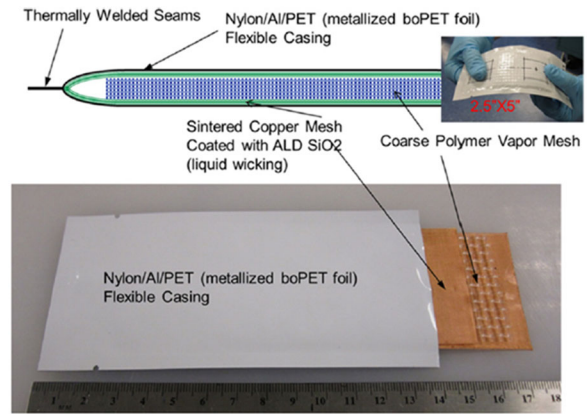 Thermally Welded Seams
Nylon/Al/PET (metallized boPET foil)
Flexible Casing
2.5"X5"
Sintered Copper Mesh
Coated with ALD SiO2
(liquid wicking)
Coarse Polymer Vapor Mesh
Nylon/Al/PET (metallized boPET foil)
Flexible Casing
1 2 3 4 5 6 7 8 9 10 11 12 13 14 15 16 17 18